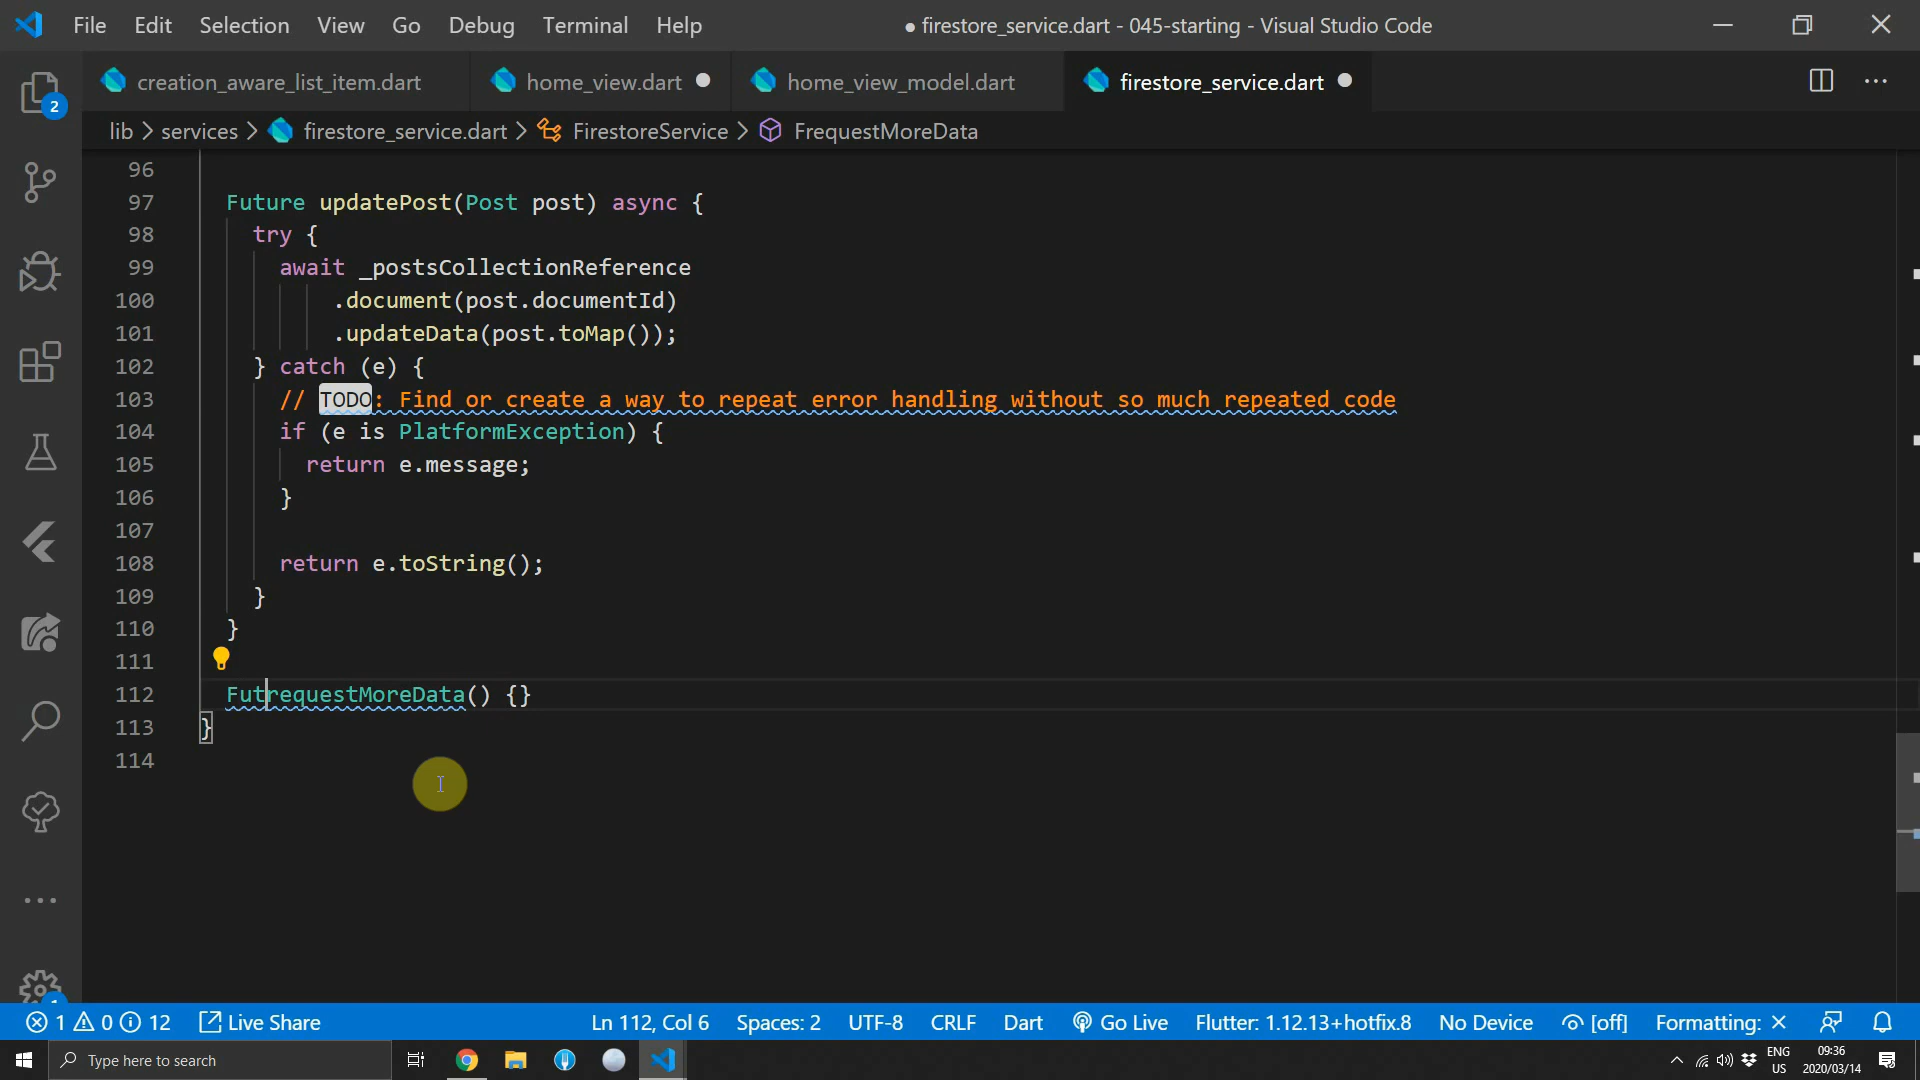 File Edit Selection View Go Debug Terminal Help
● firestore_service.dart - 045-starting - Visual Studio Code
creation_aware_list_item.dart
home_view.dart
home_view_model.dart
firestore_service.dart
2
lib > services > firestore_service.dart > FirestoreService > FrequestMoreData
96
97 Future updatePost(Post post) async {
98 try {
99 await _postsCollectionReference
100 .document(post.documentId)
101 .updateData(post.toMap());
102 } catch (e) {
103 // TODO: Find or create a way to repeat error handling without so much repeated code
104 if (e is PlatformException) {
105 return e.message;
106 }
107
108 return e.toString();
109 }
110 }
111
112 FutrequestMoreData() {}
113 }
114
1 0 12 Live Share Ln 112, Col 6 Spaces: 2 UTF-8 CRLF Dart Go Live Flutter: 1.12.13+hotfix.8 No Device [off] Formatting: ×
Type here to search
ENG
US
09:36
2020/03/14